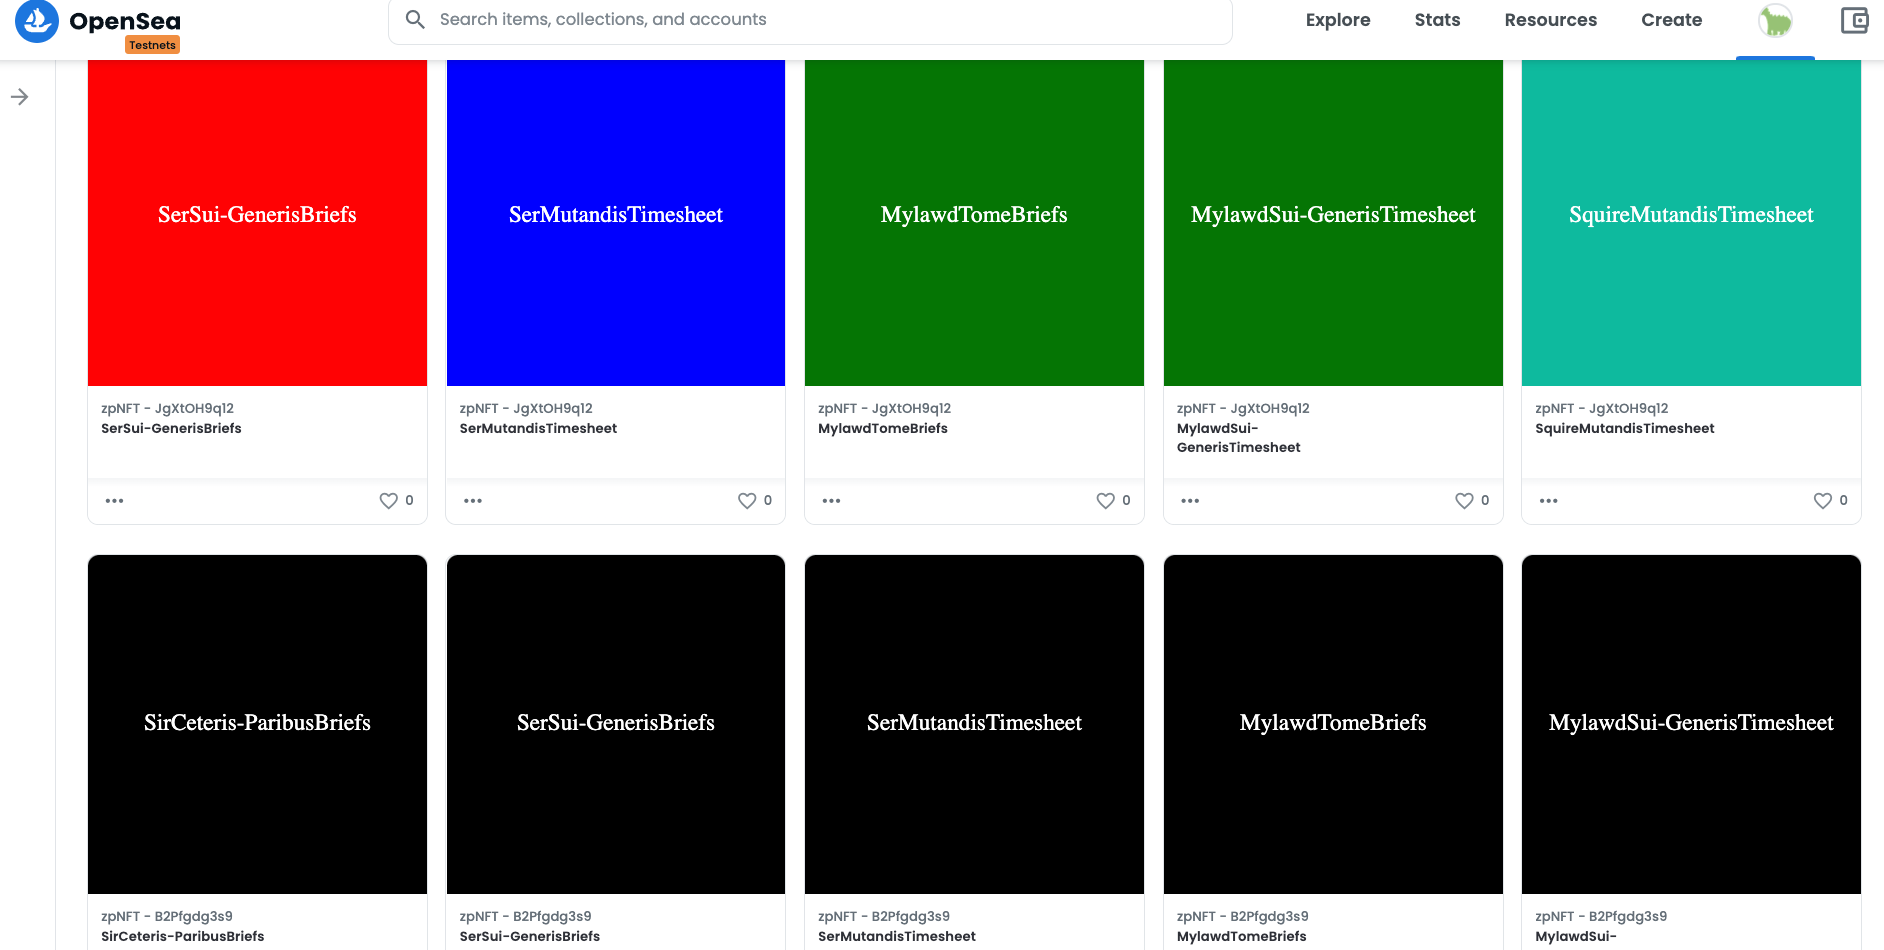 OpenSea
Testnets
Search items, collections, and accounts
Explore
Stats
Resources
Create
SerSui-GenerisBriefs
SerMutandisTimesheet
MylawdTomeBriefs
MylawdSui-GenerisTimesheet
SquireMutandisTimesheet
zpNFT - JgXtOH9q12
SerSui-GenerisBriefs
0
zpNFT - JgXtOH9q12
SerMutandisTimesheet
0
zpNFT - JgXtOH9q12
MylawdTomeBriefs
0
zpNFT - JgXtOH9q12
MylawdSui-
GenerisTimesheet
0
zpNFT - JgXtOH9q12
SquireMutandisTimesheet
0
SirCeteris-ParibusBriefs
SerSui-GenerisBriefs
SerMutandisTimesheet
MylawdTomeBriefs
MylawdSui-GenerisTimesheet
zpNFT - B2Pfgdg3s9
SirCeteris-ParibusBriefs
zpNFT - B2Pfgdg3s9
SerSui-GenerisBriefs
zpNFT - B2Pfgdg3s9
SerMutandisTimesheet
zpNFT - B2Pfgdg3s9
MylawdTomeBriefs
zpNFT - B2Pfgdg3s9
MylawdSui-